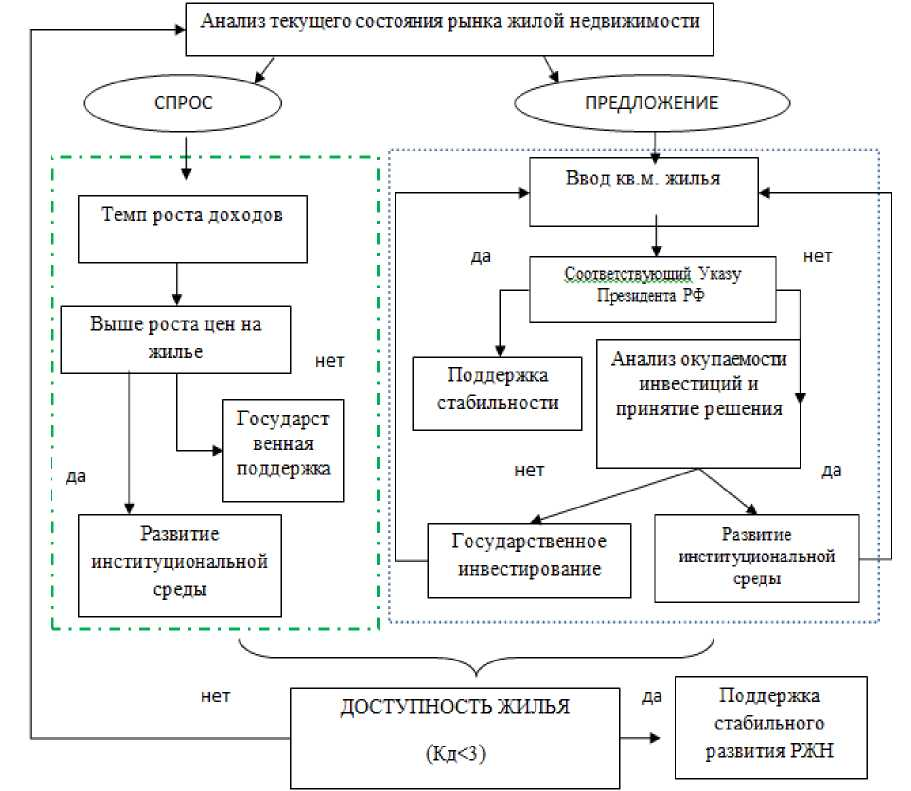 Анализ текущего состояния рынка жилой недвижимости
СПРОС
ПРЕДЛОЖЕНИЕ
Темп роста доходов
Выше роста цен на
жилье
нет
Государст
венная
поддержка
да
Развитие
институциональной
среды
Ввод кв.м. жилья
да
нет
Соответствующий Указу
Президента РФ
Поддержка
стабильности
Анализ окупаемости
инвестиций и
принятие решения
нет
да
Государственное
инвестирование
Развитие
институциональной
среды
нет
ДОСТУПНОСТЬ ЖИЛЬЯ
(Кд<3)
да
Поддержка
стабильного
развития РЖН